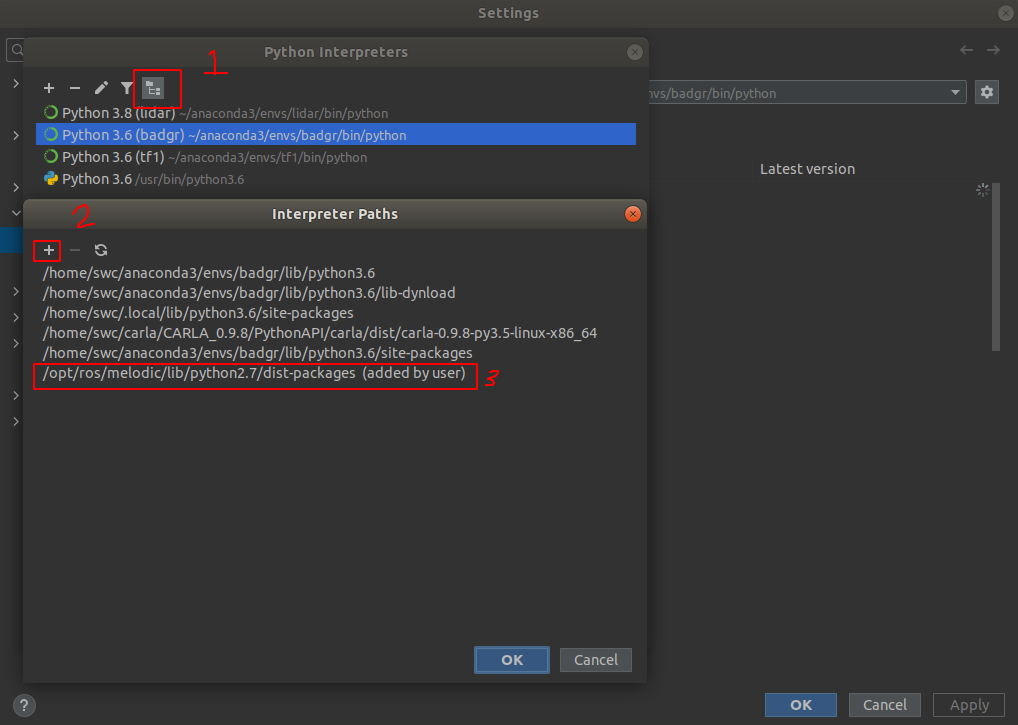 Settings
1
Python Interpreters
Python 3.8 (lidar) ~/anaconda3/envs/lidar/bin/python
nvs/badgr/bin/python
Python 3.6 (badgr) ~/anaconda3/envs/badgr/bin/python
Python 3.6 (tf1) ~/anaconda3/envs/tf1/bin/python
Python 3.6 /usr/bin/python3.6
Latest version
2
Interpreter Paths
/home/swc/anaconda3/envs/badgr/lib/python3.6
/home/swc/anaconda3/envs/badgr/lib/python3.6/lib-dynload
/home/swc/.local/lib/python3.6/site-packages
/home/swc/carla/CARLA_0.9.8/PythonAPI/carla/dist/carla-0.9.8-py3.5-linux-x86_64
/home/swc/anaconda3/envs/badgr/lib/python3.6/site-packages
/opt/ros/melodic/lib/python2.7/dist-packages (added by user)
3
OK
Cancel
?
OK
Cancel
Apply